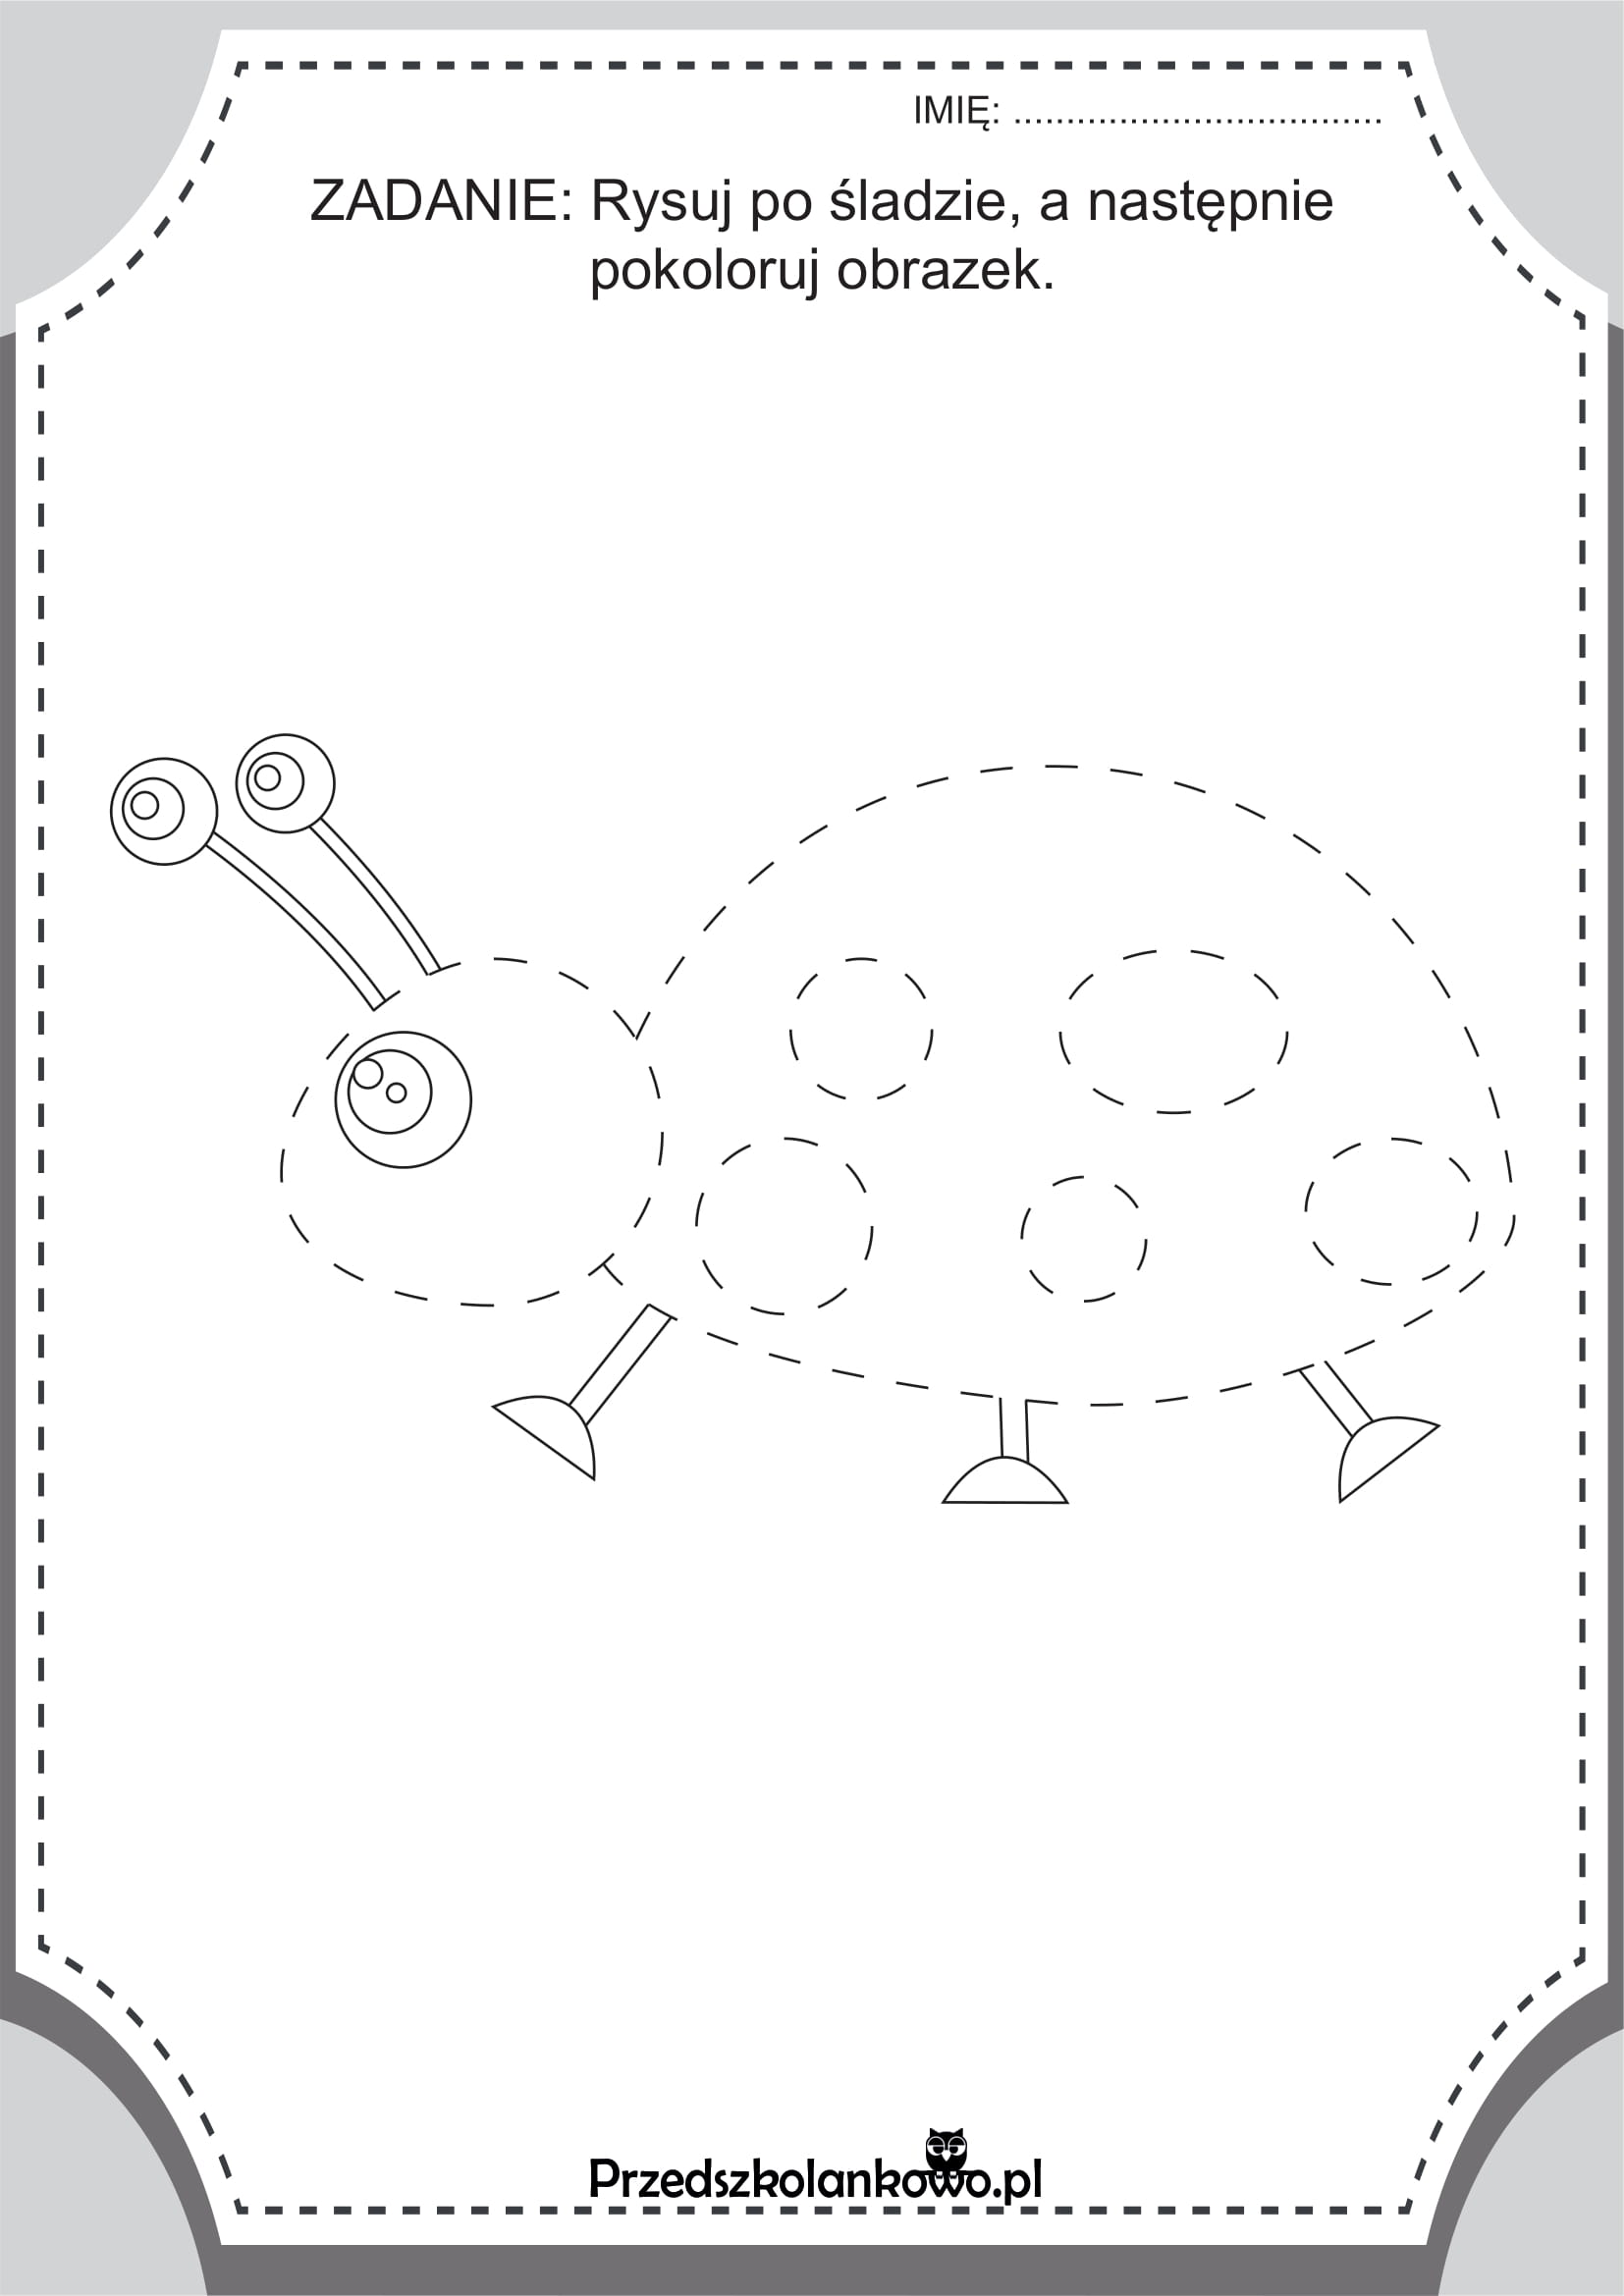 IMIĘ: ...................................
ZADANIE: Rysuj po śladzie, a następnie
pokoloruj obrazek.
Przedszkolankowo.pl